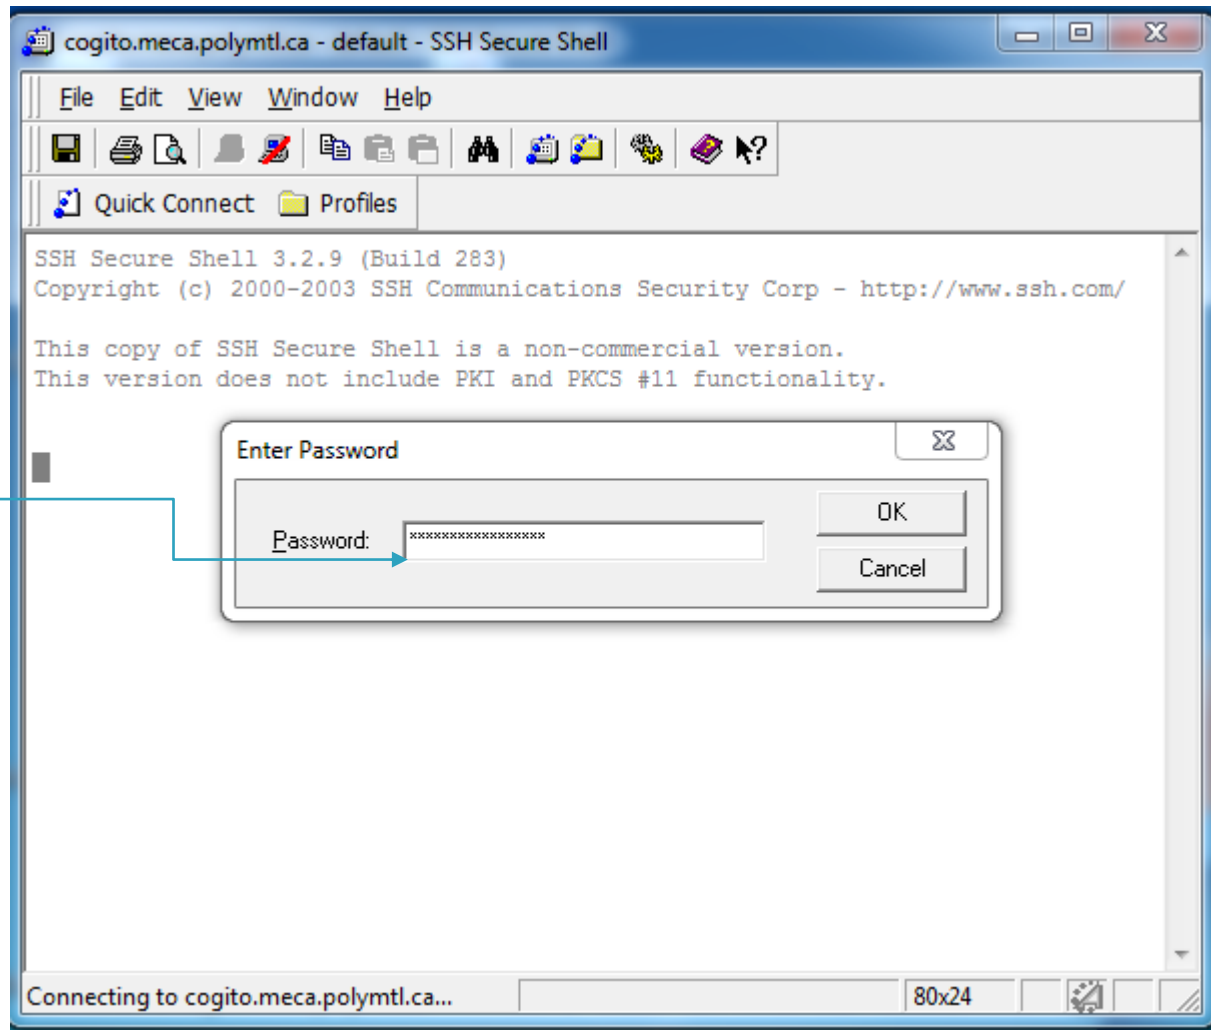 cogito.meca.polymtl.ca - default - SSH Secure Shell
File Edit View Window Help
Quick Connect Profiles
SSH Secure Shell 3.2.9 (Build 283)
Copyright (c) 2000-2003 SSH Communications Security Corp - http://www.ssh.com/
This copy of SSH Secure Shell is a non-commercial version.
This version does not include PKI and PKCS #11 functionality.
Enter Password
OK
Password: *****************
Cancel
Connecting to cogito.meca.polymtl.ca... 80x24